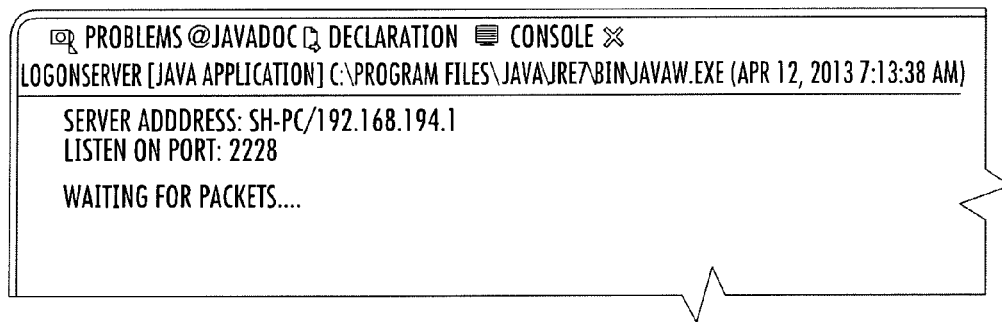 PROBLEMS @JAVADOC DECLARATION CONSOLE
LOGONSERVER [JAVA APPLICATION] C:\PROGRAM FILES\JAVA\JRE7\BIN\JAVAW.EXE (APR 12, 2013 7:13:38 AM)
SERVER ADDDRESS: SH-PC/192.168.194.1
LISTEN ON PORT: 2228
WAITING FOR PACKETS....